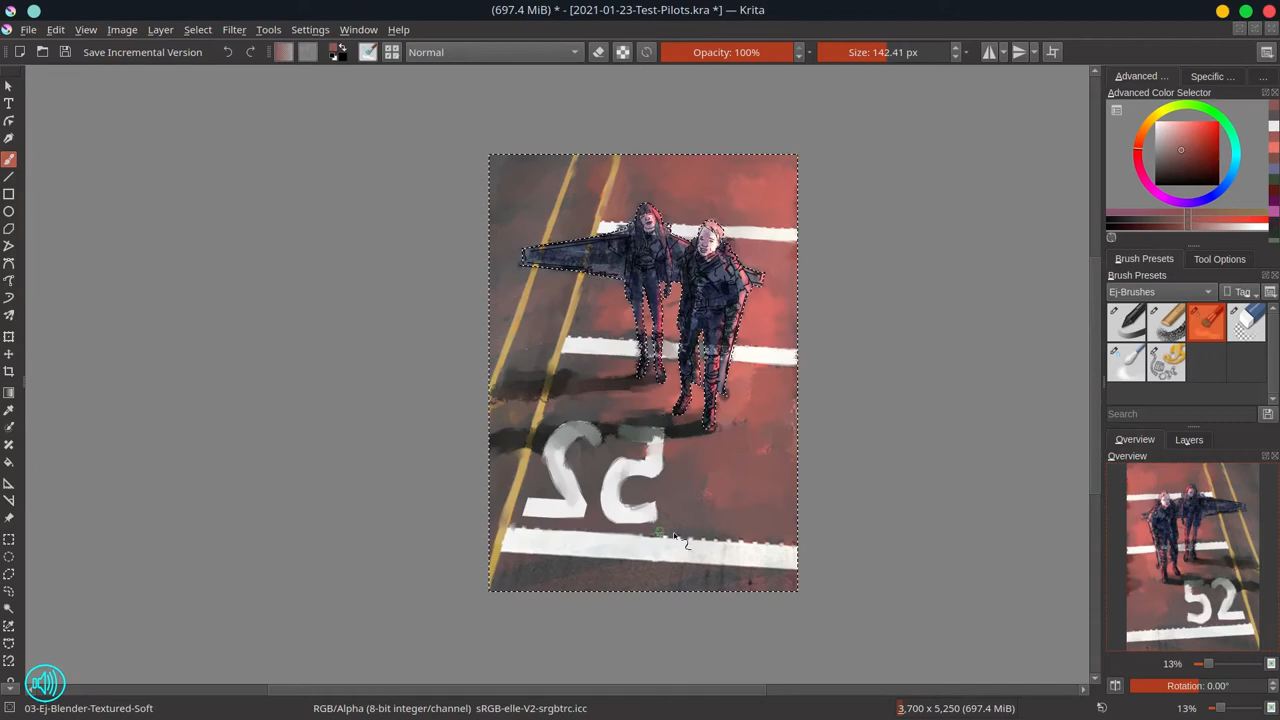 (697.4 MiB) * - [2021-01-23-Test-Pilots.kra *] — Krita
File Edit View Image Layer Select Filter Tools Settings Window Help
Save Incremental Version Normal Opacity: 100% Size: 142.41 px
Advanced ... Specific ... ...
Advanced Color Selector
Brush Presets Tool Options
Brush Presets
Ej-Brushes Tag
Search
Overview Layers
Overview
52
52
13%
Rotation: 0.00°
03-Ej-Blender-Textured-Soft RGB/Alpha (8-bit integer/channel) sRGB-elle-V2-srgbtrc.icc 3,700 x 5,250 (697.4 MiB) 13%